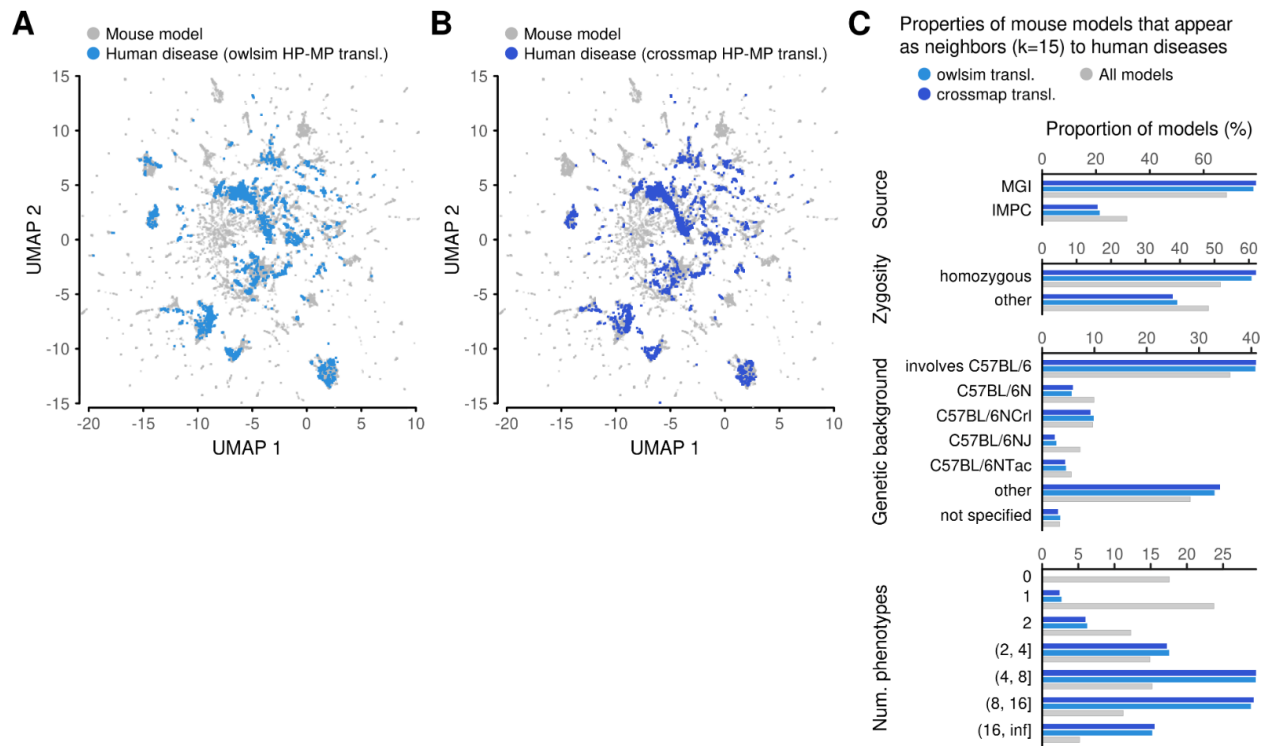 A
Mouse model
Human disease (owlsim HP-MP transl.)
15
10
5
0
-5
-10
-15
UMAP 2
-20
-15
-10
-5
0
5
10
UMAP 1
B
Mouse model
Human disease (crossmap HP-MP transl.)
15
10
5
0
-5
-10
-15
UMAP 2
-20
-15
-10
-5
0
5
10
UMAP 1
C
Properties of mouse models that appear
as neighbors (k=15) to human diseases
owlsim transl.
All models
crossmap transl.
Proportion of models (%)
0 20 40 60
Source
MGI
IMPC
0 10 20 30 40 50 60
Zygosity
homozygous
other
0 10 20 30 40
Genetic background
involves C57BL/6
C57BL/6N
C57BL/6NCrl
C57BL/6NJ
C57BL/6NTac
other
not specified
0 5 10 15 20 25
Num. phenotypes
0
1
2
(2, 4]
(4, 8]
(8, 16]
(16, inf]